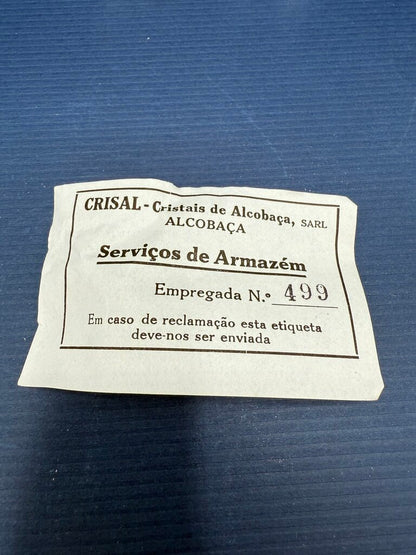 CRISAL - Cristais de Alcobaça, SARL
ALCOBAÇA
Serviços de Armazém
Empregada N.º 499
Em caso de reclamação esta etiqueta
deve-nos ser enviada